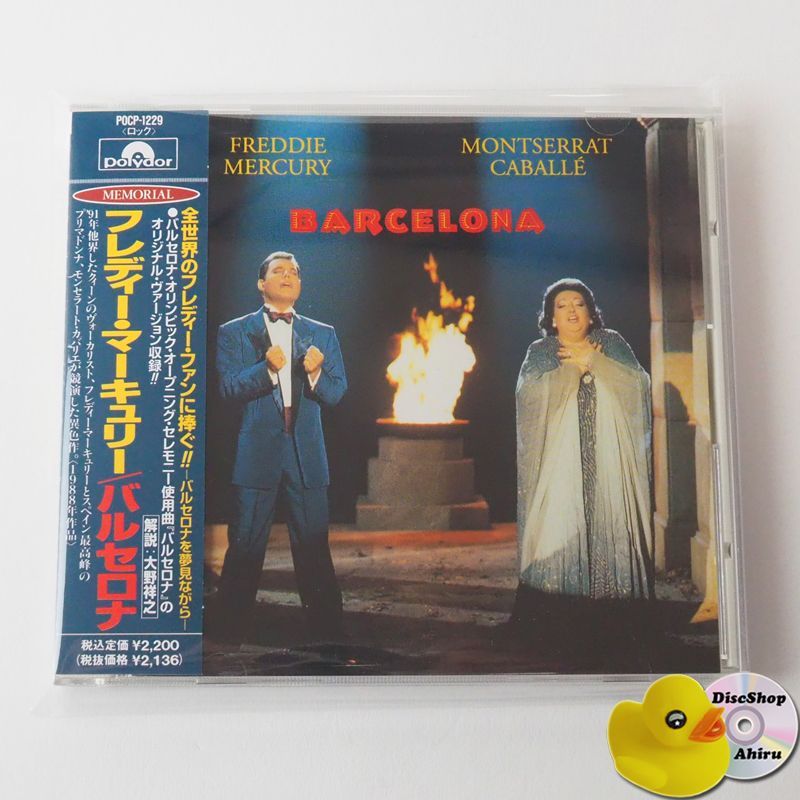 POCP-1229
〈ロック〉
polydor
MEMORIAL
フレディー・マーキュリー/バルセロナ
'91年他界したクィーンのヴォーカリスト、フレディー・マーキュリーとスペイン最高峰の
プリマドンナ、モンセラート・カバリエが競演した異色作。(1988年作品)
全世界のフレディー・ファンに捧ぐ!!—バルセロナを夢見ながら—
●バルセロナ・オリンピック・オープニング・セレモニー使用曲『バルセロナ』の
オリジナル・ヴァージョン収録!!
解説:大野祥之
税込定価¥2,200
(税抜価格¥2,136)
FREDDIE
MERCURY
MONTSERRAT
CABALLÉ
BARCELONA
DiscShop
Ahiru